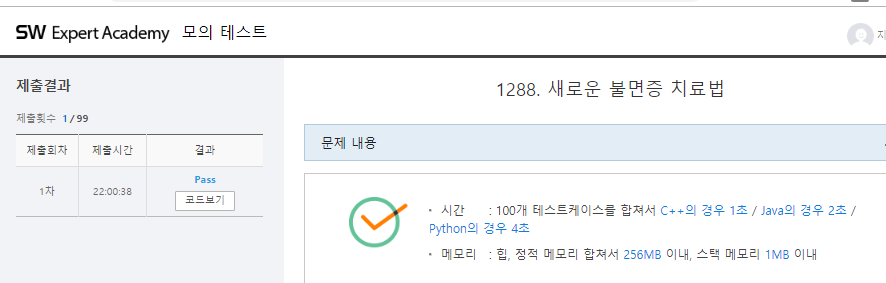 SW Expert Academy 모의 테스트
제출결과
제출횟수 1 / 99
제출회차 제출시간 결과
1차 22:00:38 Pass
코드보기
1288. 새로운 불면증 치료법
문제 내용
• 시간 : 100개 테스트케이스를 합쳐서 C++의 경우 1초 / Java의 경우 2초 /
Python의 경우 4초
• 메모리 : 힙, 정적 메모리 합쳐서 256MB 이내, 스택 메모리 1MB 이내